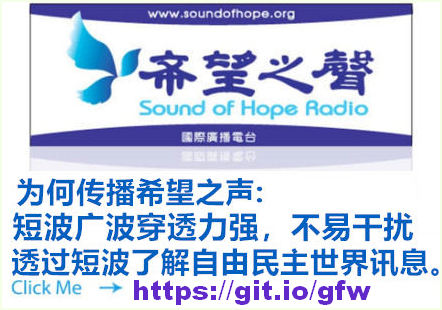 www.soundofhope.org
希望之聲
Sound of Hope Radio
國際廣播電台
为何传播希望之声:
短波广波穿透力强，不易干扰
透过短波了解自由民主世界讯息。
Click Me → https://git.io/gfw